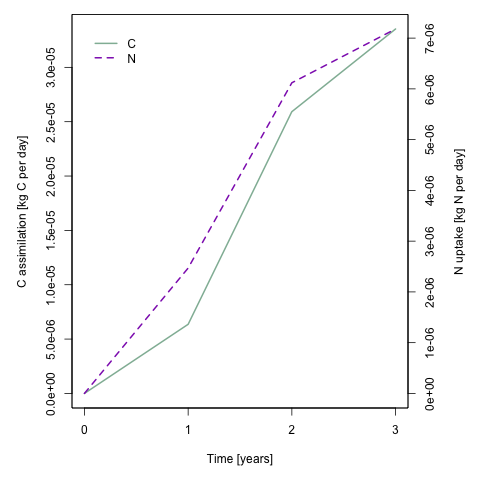 C
N
C assimilation [kg C per day]
0.0e+00
5.0e-06
1.0e-05
1.5e-05
2.0e-05
2.5e-05
3.0e-05
N uptake [kg N per day]
0e+00
1e-06
2e-06
3e-06
4e-06
5e-06
6e-06
7e-06
0 1 2 3
Time [years]